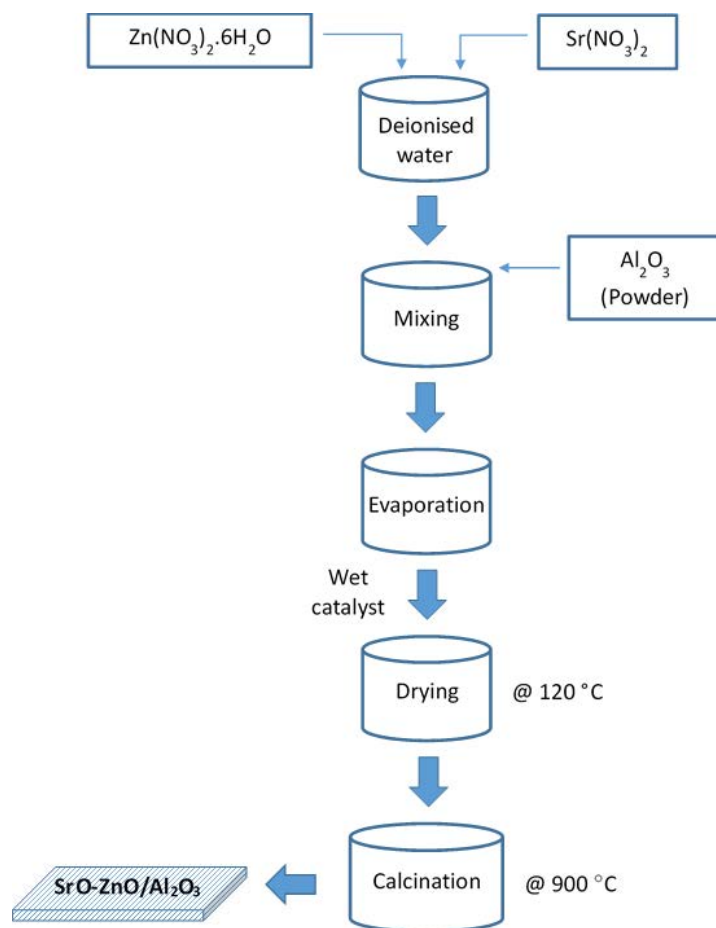 Zn(NO₃)₂.6H₂O
Sr(NO₃)₂
Deionised
water
Al₂O₃
(Powder)
Mixing
Evaporation
Wet
catalyst
Drying
@ 120 °C
Calcination
@ 900 °C
SrO-ZnO/Al₂O₃